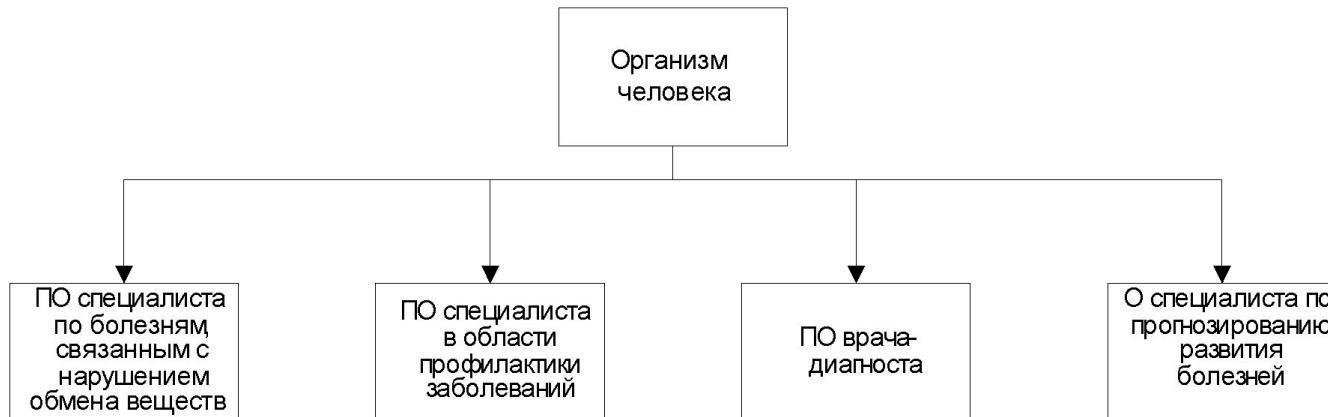 Организм
человека
ПО специалиста
по болезням,
связанным с
нарушением
обмена веществ
ПО специалиста
в области
профилактики
заболеваний
ПО врача-
диагноста
О специалиста по
прогнозированию
развития
болезней